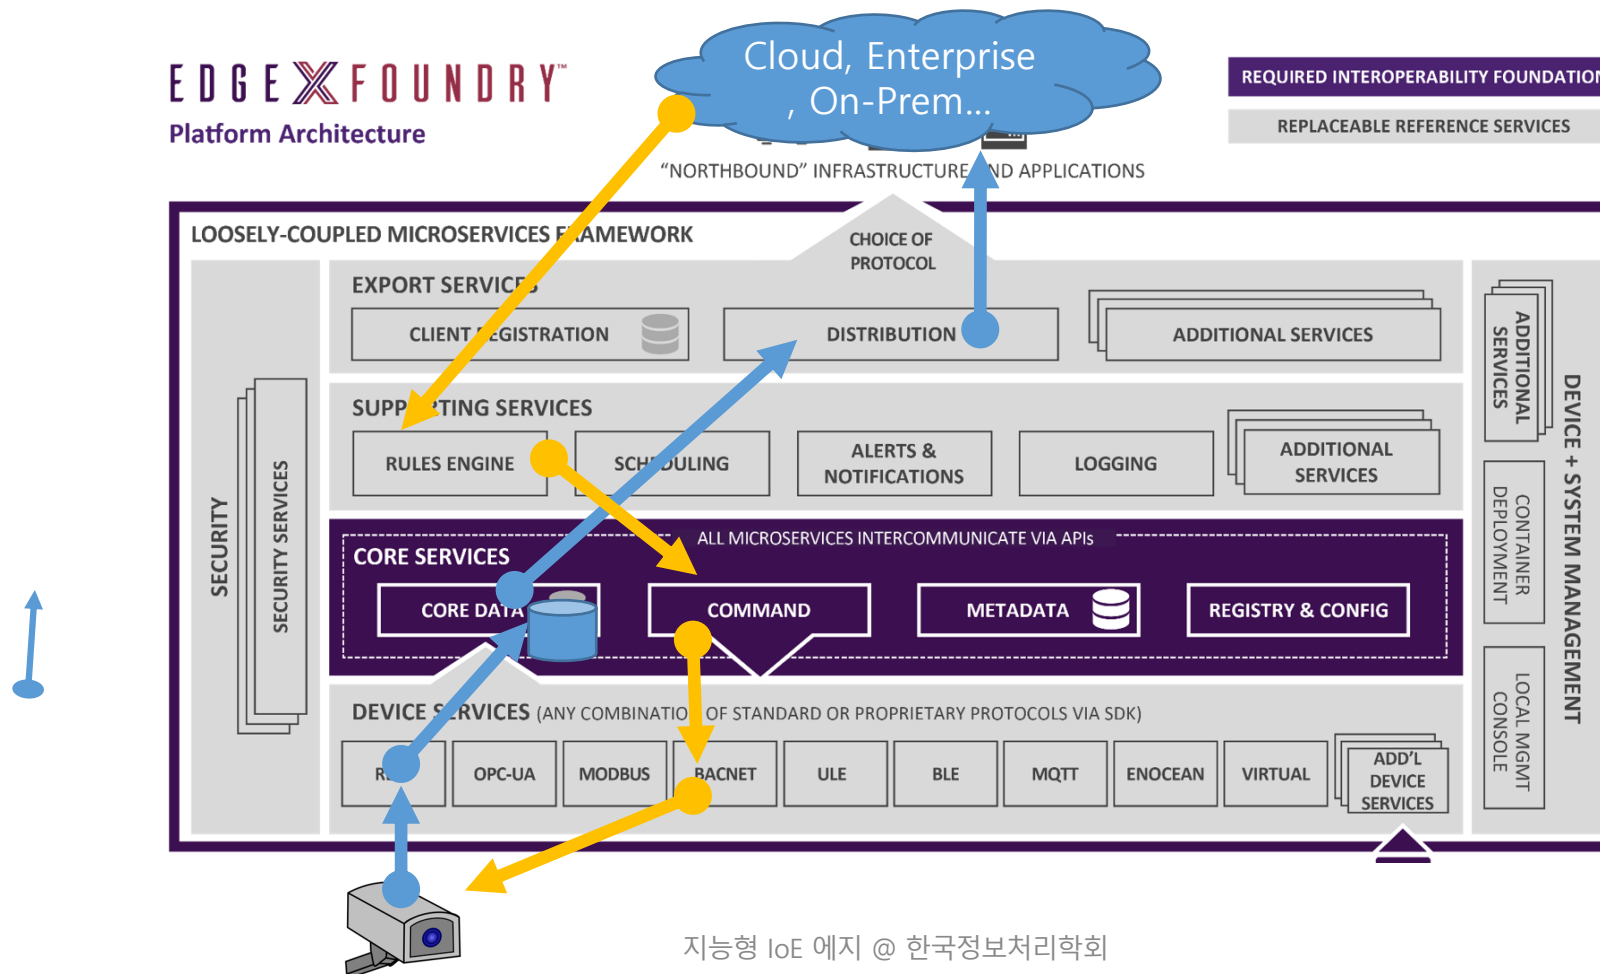 EDGE X FOUNDRY™
Platform Architecture
Cloud, Enterprise
, On-Prem...
REQUIRED INTEROPERABILITY FOUNDATION
REPLACEABLE REFERENCE SERVICES
“NORTHBOUND” INFRASTRUCTURE AND APPLICATIONS
LOOSELY-COUPLED MICROSERVICES FRAMEWORK
CHOICE OF
PROTOCOL
EXPORT SERVICES
CLIENT REGISTRATION
DISTRIBUTION
ADDITIONAL SERVICES
SUPPORTING SERVICES
RULES ENGINE
SCHEDULING
ALERTS &
NOTIFICATIONS
LOGGING
ADDITIONAL
SERVICES
CORE SERVICES
ALL MICROSERVICES INTERCOMMUNICATE VIA APIs
CORE DATA
COMMAND
METADATA
REGISTRY & CONFIG
DEVICE SERVICES (ANY COMBINATION OF STANDARD OR PROPRIETARY PROTOCOLS VIA SDK)
OPC-UA
MODBUS
BACNET
ULE
BLE
MQTT
ENOCEAN
VIRTUAL
ADD'L
DEVICE
SERVICES
SECURITY
SECURITY SERVICES
ADDITIONAL
SERVICES
CONTAINER
DEPLOYMENT
LOCAL MGMT
CONSOLE
DEVICE + SYSTEM MANAGEMENT
지능형 IoE 에지 @ 한국정보처리학회